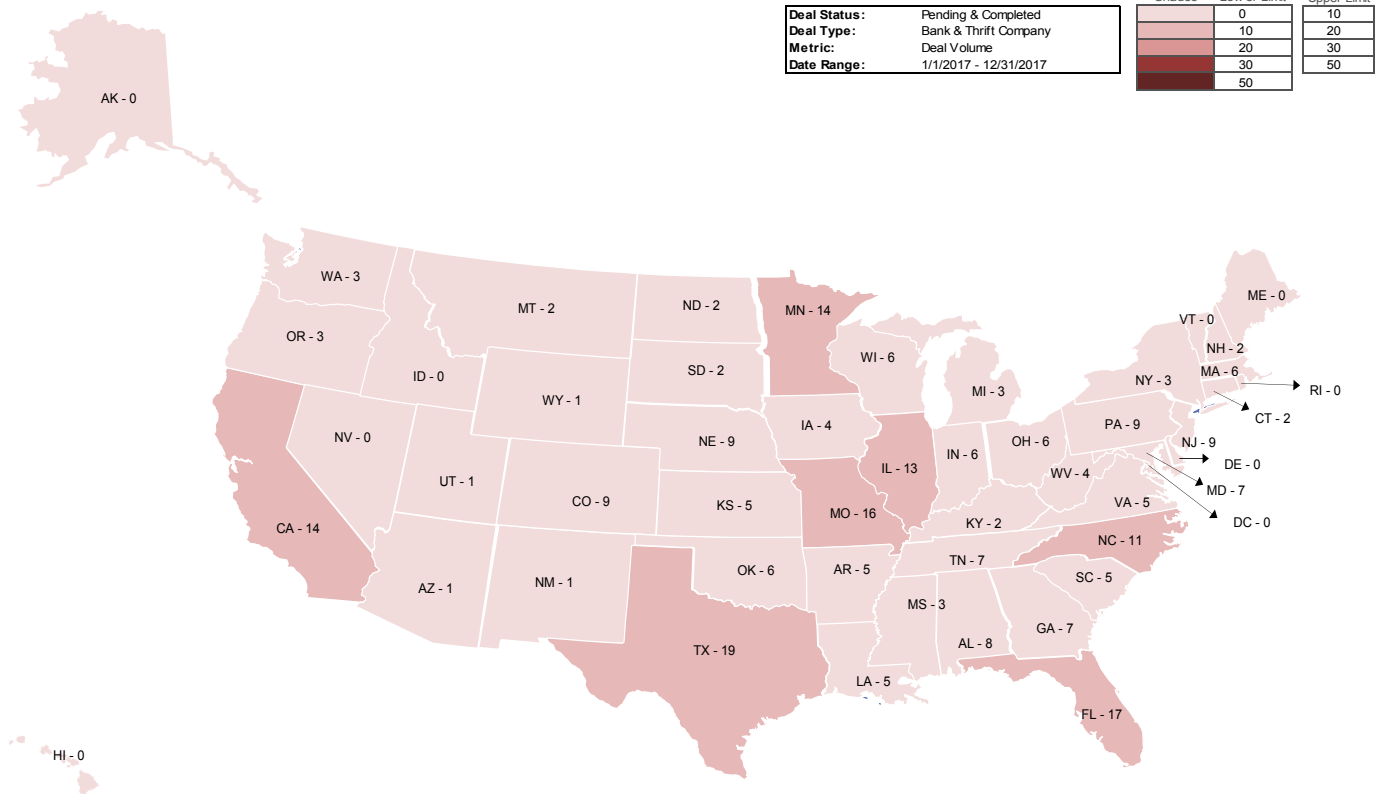 Deal Status: Pending & Completed
Deal Type: Bank & Thrift Company
Metric: Deal Volume
Date Range: 1/1/2017 - 12/31/2017
Shades Lower Limit Upper Limit
0 10
10 20
20 30
30 50
50
AK - 0
WA - 3
MT - 2
ND - 2
MN - 14
ME - 0
VT - 0
OR - 3
NH - 2
WI - 6
ID - 0
SD - 2
MA - 6
NY - 3
MI - 3
RI - 0
WY - 1
CT - 2
IA - 4
PA - 9
NV - 0
NE - 9
OH - 6
NJ - 9
IN - 6
DE - 0
IL - 13
WV - 4
UT - 1
MD - 7
CO - 9
KS - 5
VA - 5
MO - 16
DC - 0
CA - 14
KY - 2
NC - 11
TN - 7
OK - 6
AR - 5
SC - 5
AZ - 1
NM - 1
MS - 3
GA - 7
AL - 8
TX - 19
LA - 5
FL - 17
HI - 0